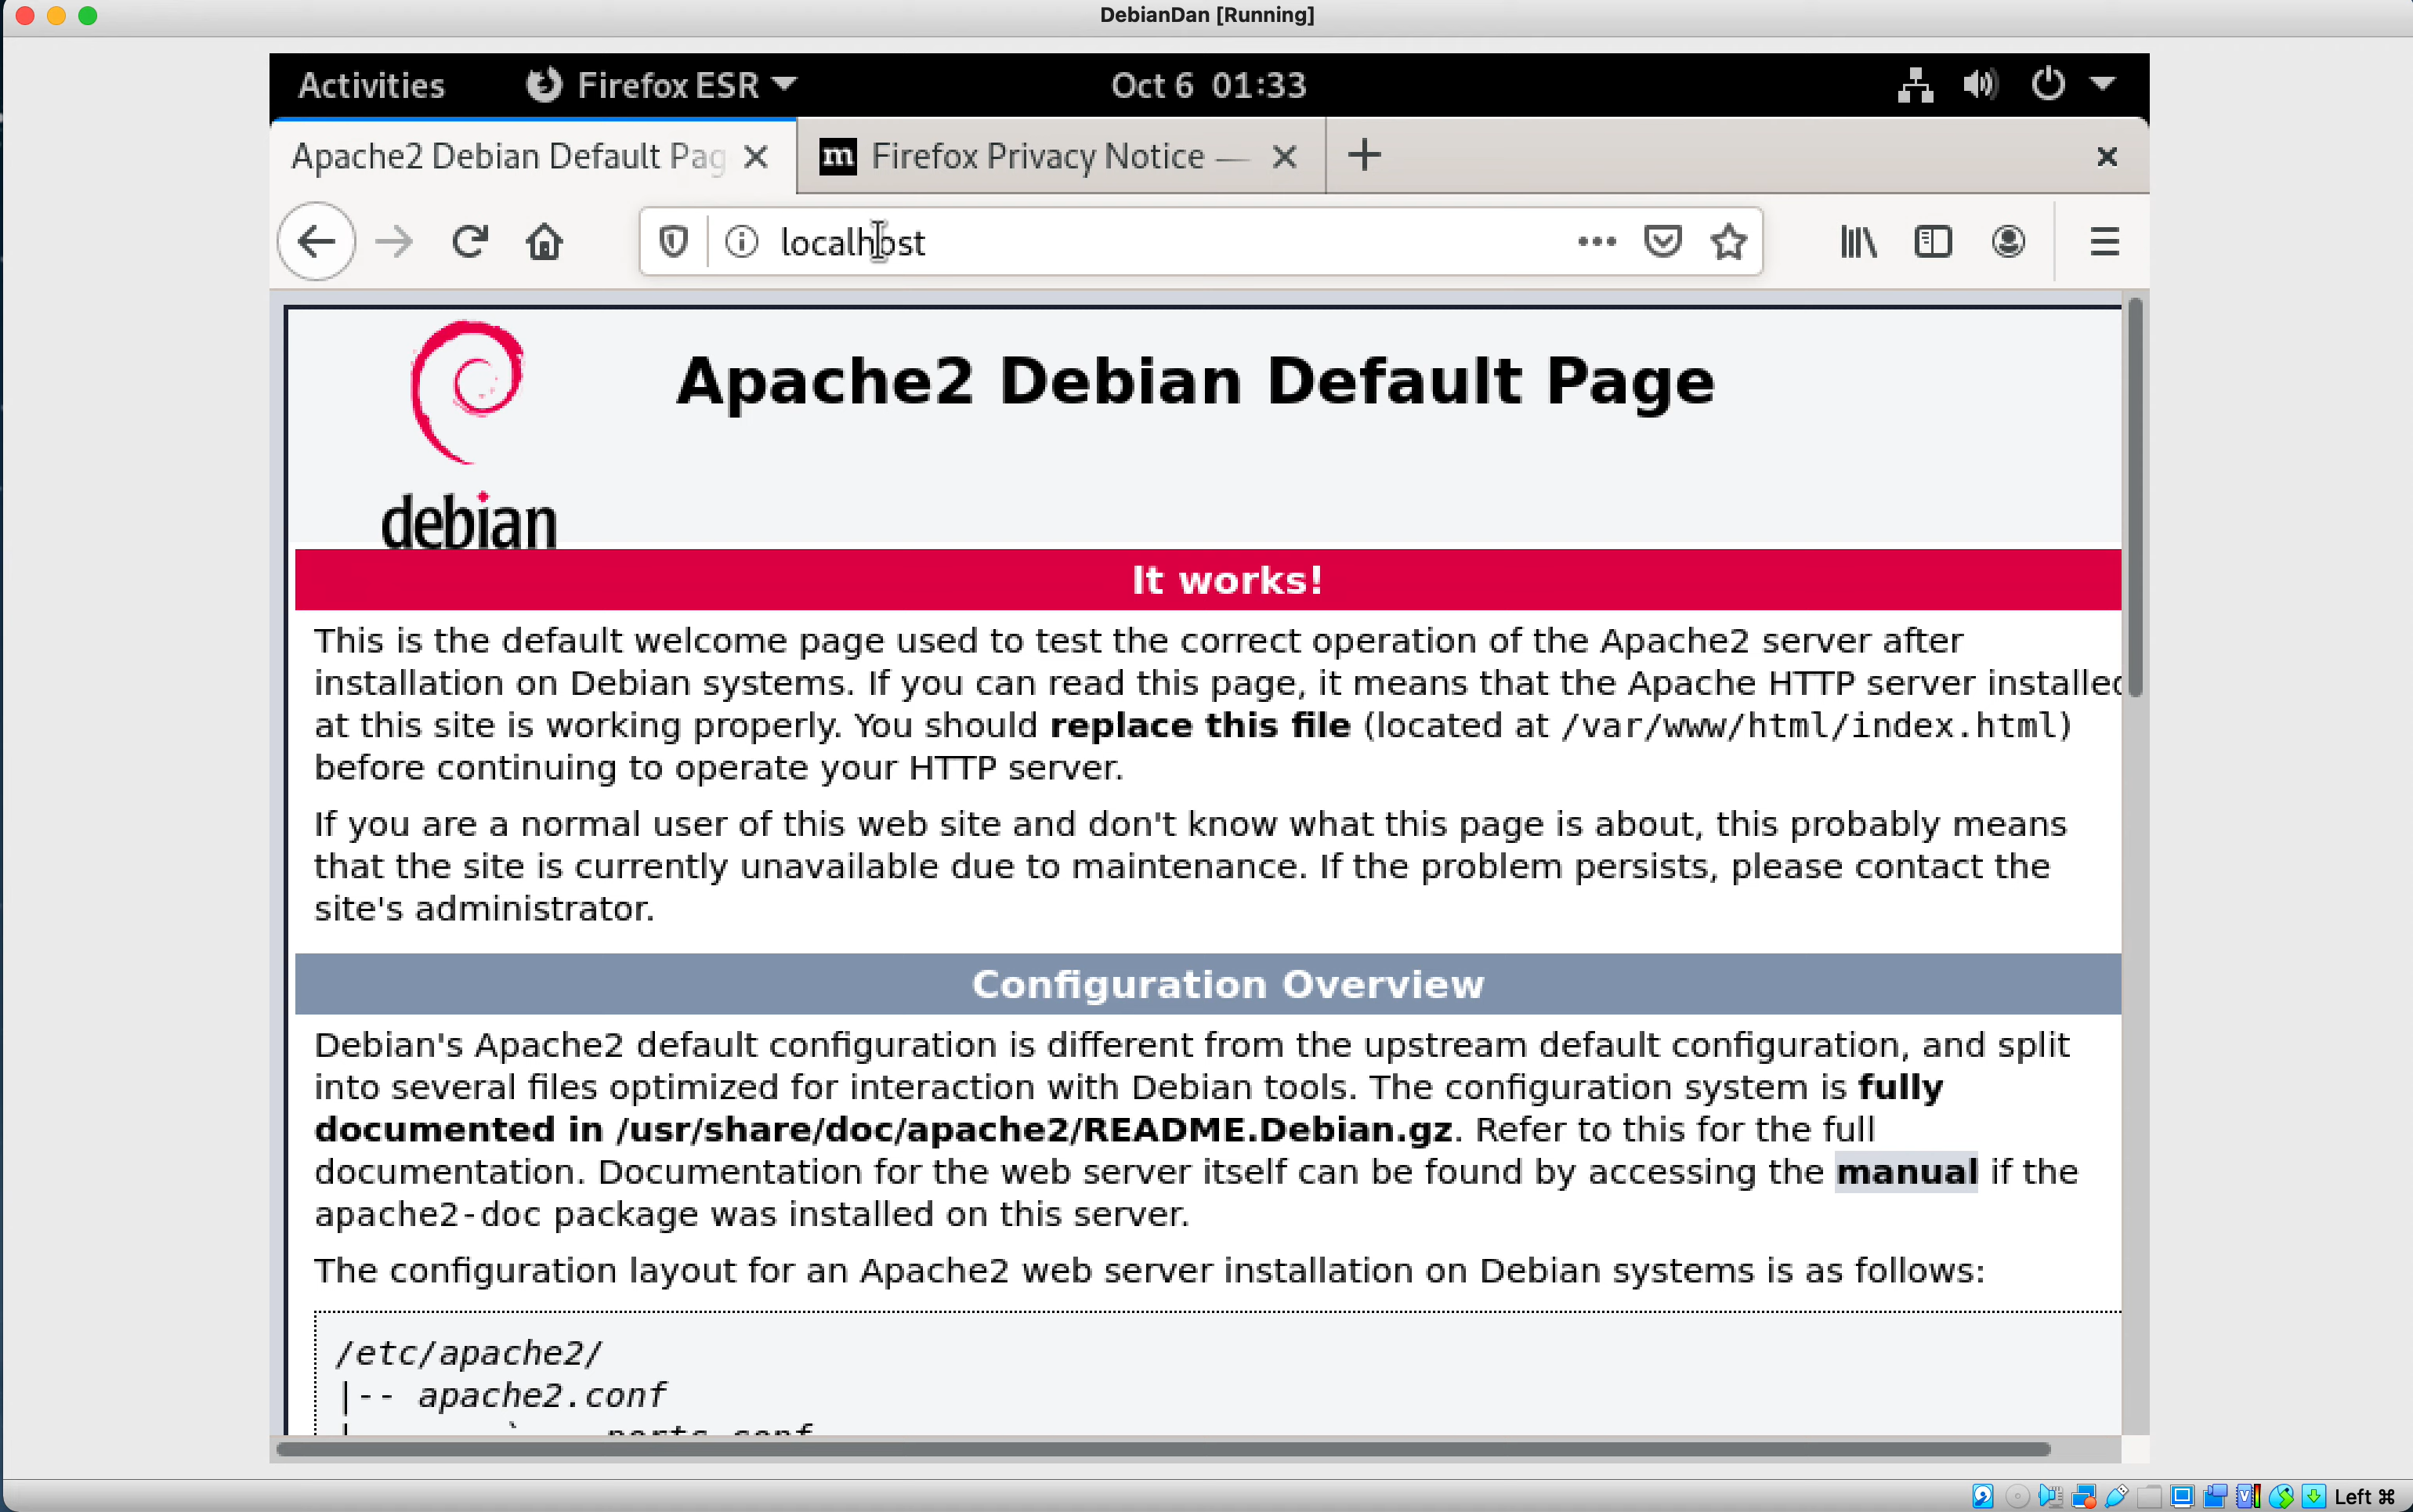 DebianDan [Running]
Activities Firefox ESR Oct 6 01:33
Apache2 Debian Default Pag Firefox Privacy Notice —
localhost
debian
Apache2 Debian Default Page
It works!
This is the default welcome page used to test the correct operation of the Apache2 server after
installation on Debian systems. If you can read this page, it means that the Apache HTTP server installed
at this site is working properly. You should replace this file (located at /var/www/html/index.html)
before continuing to operate your HTTP server.
If you are a normal user of this web site and don't know what this page is about, this probably means
that the site is currently unavailable due to maintenance. If the problem persists, please contact the
site's administrator.
Configuration Overview
Debian's Apache2 default configuration is different from the upstream default configuration, and split
into several files optimized for interaction with Debian tools. The configuration system is fully
documented in /usr/share/doc/apache2/README.Debian.gz. Refer to this for the full
documentation. Documentation for the web server itself can be found by accessing the manual if the
apache2-doc package was installed on this server.
The configuration layout for an Apache2 web server installation on Debian systems is as follows:
/etc/apache2/
|-- apache2.conf
| ` ports.conf
Left ⌘